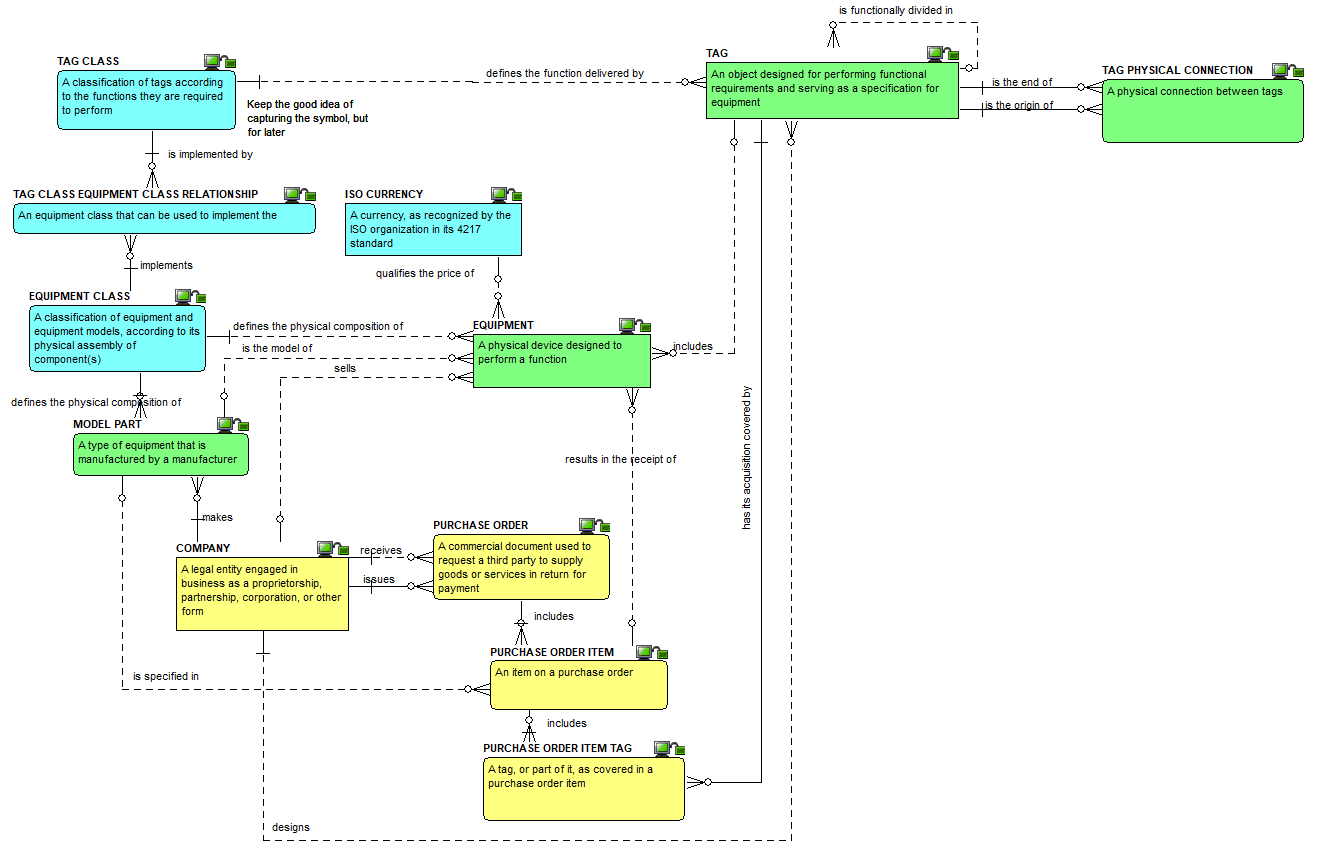 is functionally divided in
TAG CLASS
A classification of tags according
to the functions they are required
to perform
defines the function delivered by
TAG
An object designed for performing functional
requirements and serving as a specification for
equipment
is the end of
is the origin of
TAG PHYSICAL CONNECTION
A physical connection between tags
Keep the good idea of
capturing the symbol, but
for later
is implemented by
TAG CLASS EQUIPMENT CLASS RELATIONSHIP
An equipment class that can be used to implement the
ISO CURRENCY
A currency, as recognized by the
ISO organization in its 4217
standard
implements
qualifies the price of
EQUIPMENT CLASS
A classification of equipment and
equipment models, according to its
physical assembly of
component(s)
defines the physical composition of
is the model of
sells
EQUIPMENT
A physical device designed to
perform a function
includes
defines the physical composition of
MODEL PART
A type of equipment that is
manufactured by a manufacturer
results in the receipt of
has its acquisition covered by
makes
COMPANY
A legal entity engaged in
business as a proprietorship,
partnership, corporation, or other
form
receives
issues
PURCHASE ORDER
A commercial document used to
request a third party to supply
goods or services in return for
payment
includes
is specified in
PURCHASE ORDER ITEM
An item on a purchase order
includes
PURCHASE ORDER ITEM TAG
A tag, or part of it, as covered in a
purchase order item
designs